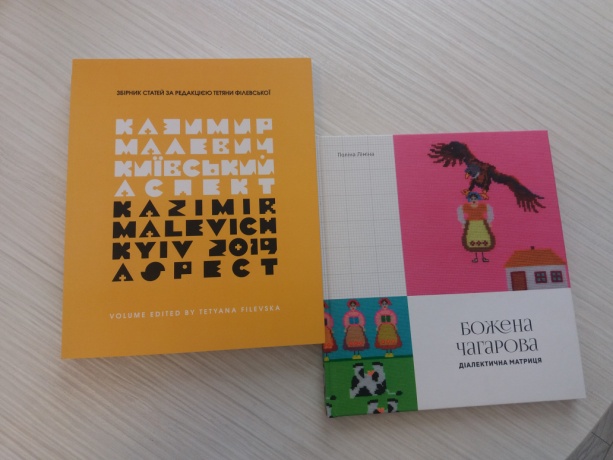 ЗБІРНИК СТАТЕЙ ЗА РЕДАКЦІЄЮ ТЕТЯНИ ФІЛЕВСЬКОЇ
КАЗИМИР
МАЛЕВИЧ
КИЇВСЬКИЙ
АСПЕКТ
KAZIMIR
MALEVICH
KYIV 2019
ASPECT
VOLUME EDITED BY TETYANA FILEVSKA
БОЖЕНА
ЧАГАРОВА
ДІАЛЕКТИЧНА МАТРИЦЯ